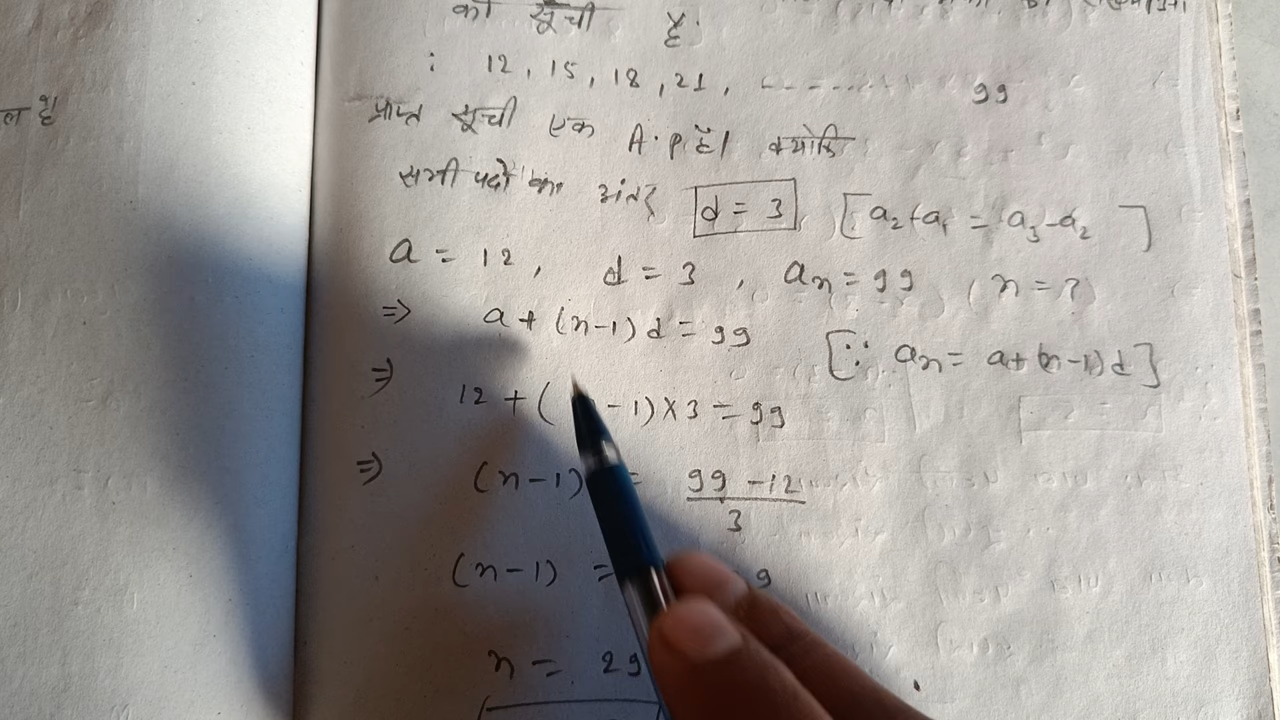 को सूची है:
ल है
: 12, 15, 18, 21, -------- 99
प्राप्त सूची एक A.P है। क्योकि
सभी पदो का अंतर d = 3 [a₂+a₁ = a₃-a₂]
a = 12, d = 3, aₙ = 99 (n = ?)
⇒ a + (n-1) d = 99 [∵ aₙ = a+(n-1)d]
⇒ 12 + ( -1)×3 = 99
⇒ (n-1) = 99 -12
3
(n-1) = 9
n = 29